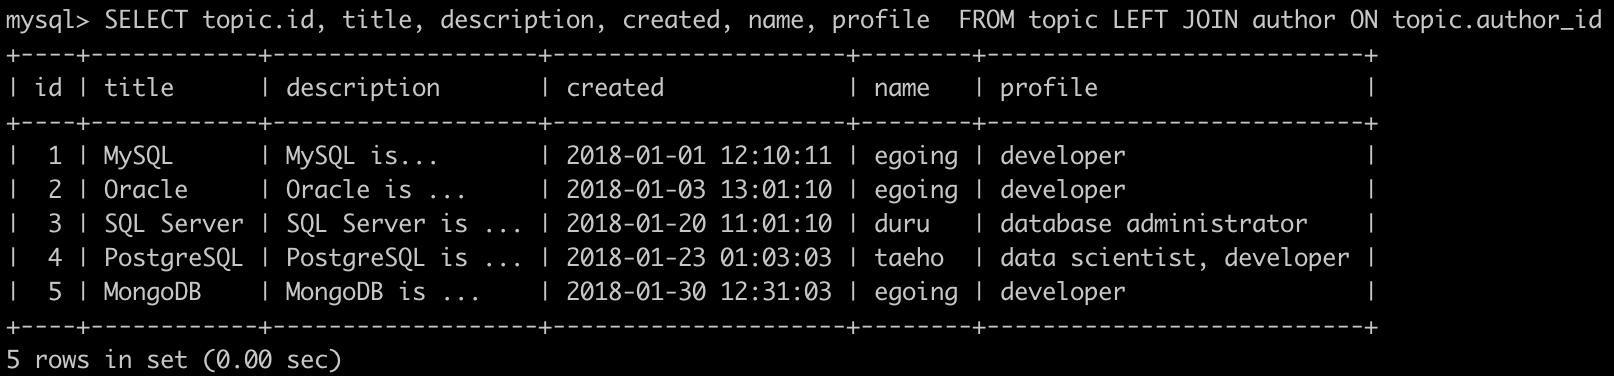 mysql> SELECT topic.id, title, description, created, name, profile  FROM topic LEFT JOIN author ON topic.author_id
+----+------------+-------------------+---------------------+--------+---------------------------+
| id | title      | description       | created             | name   | profile                   |
+----+------------+-------------------+---------------------+--------+---------------------------+
|  1 | MySQL      | MySQL is...       | 2018-01-01 12:10:11 | egoing | developer                 |
|  2 | Oracle     | Oracle is ...     | 2018-01-03 13:01:10 | egoing | developer                 |
|  3 | SQL Server | SQL Server is ... | 2018-01-20 11:01:10 | duru   | database administrator    |
|  4 | PostgreSQL | PostgreSQL is ... | 2018-01-23 01:03:03 | taeho  | data scientist, developer |
|  5 | MongoDB    | MongoDB is ...    | 2018-01-30 12:31:03 | egoing | developer                 |
+----+------------+-------------------+---------------------+--------+---------------------------+
5 rows in set (0.00 sec)